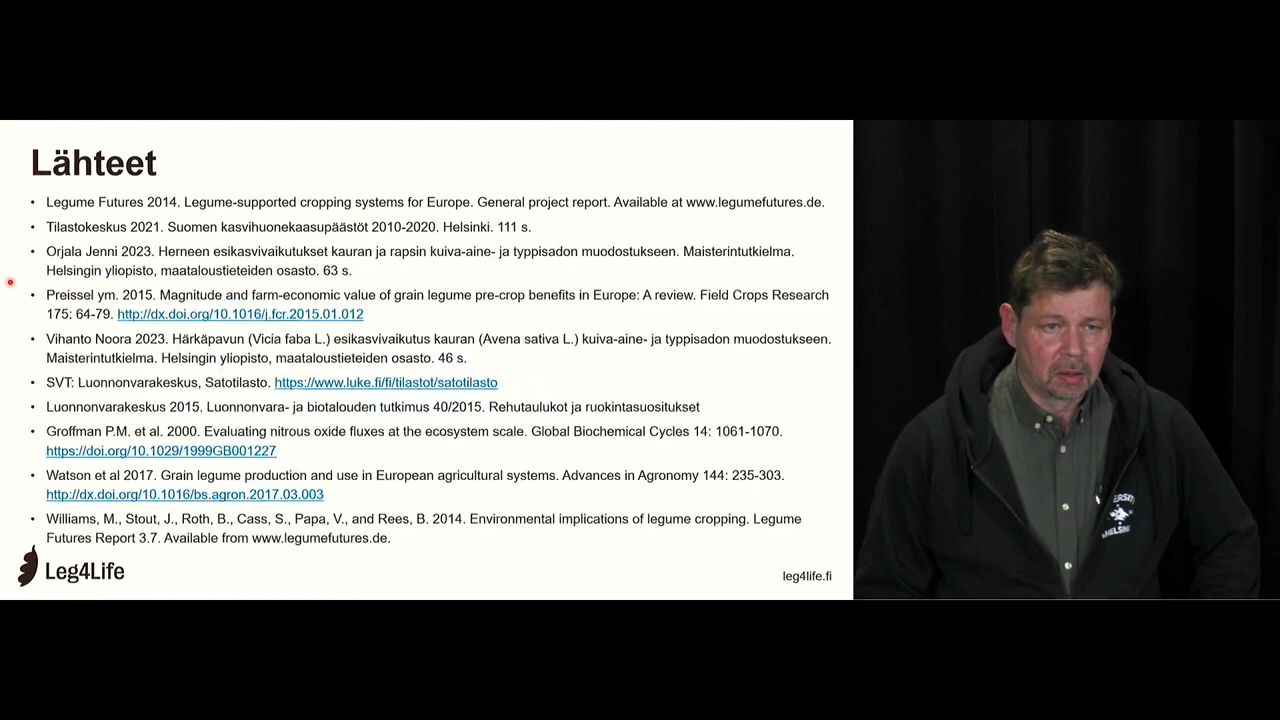 Lähteet
• Legume Futures 2014. Legume-supported cropping systems for Europe. General project report. Available at www.legumefutures.de.
• Tilastokeskus 2021. Suomen kasvihuonekaasupäästöt 2010-2020. Helsinki. 111 s.
• Orjala Jenni 2023. Herneen esikasvivaikutukset kauran ja rapsin kuiva-aine- ja typpisadon muodostukseen. Maisterintutkielma.
Helsingin yliopisto, maataloustieteiden osasto. 63 s.
• Preissel ym. 2015. Magnitude and farm-economic value of grain legume pre-crop benefits in Europe: A review. Field Crops Research
175: 64-79. http://dx.doi.org/10.1016/j.fcr.2015.01.012
• Vihanto Noora 2023. Härkäpavun (Vicia faba L.) esikasvivaikutus kauran (Avena sativa L.) kuiva-aine- ja typpisadon muodostukseen.
Maisterintutkielma. Helsingin yliopisto, maataloustieteiden osasto. 46 s.
• SVT: Luonnonvarakeskus, Satotilasto. https://www.luke.fi/fi/tilastot/satotilasto
• Luonnonvarakeskus 2015. Luonnonvara- ja biotalouden tutkimus 40/2015. Rehutaulukot ja ruokintasuositukset
• Groffman P.M. et al. 2000. Evaluating nitrous oxide fluxes at the ecosystem scale. Global Biochemical Cycles 14: 1061-1070.
https://doi.org/10.1029/1999GB001227
• Watson et al 2017. Grain legume production and use in European agricultural systems. Advances in Agronomy 144: 235-303.
http://dx.doi.org/10.1016/bs.agron.2017.03.003
• Williams, M., Stout, J., Roth, B., Cass, S., Papa, V., and Rees, B. 2014. Environmental implications of legume cropping. Legume
Futures Report 3.7. Available from www.legumefutures.de.
Leg4Life
leg4life.fi